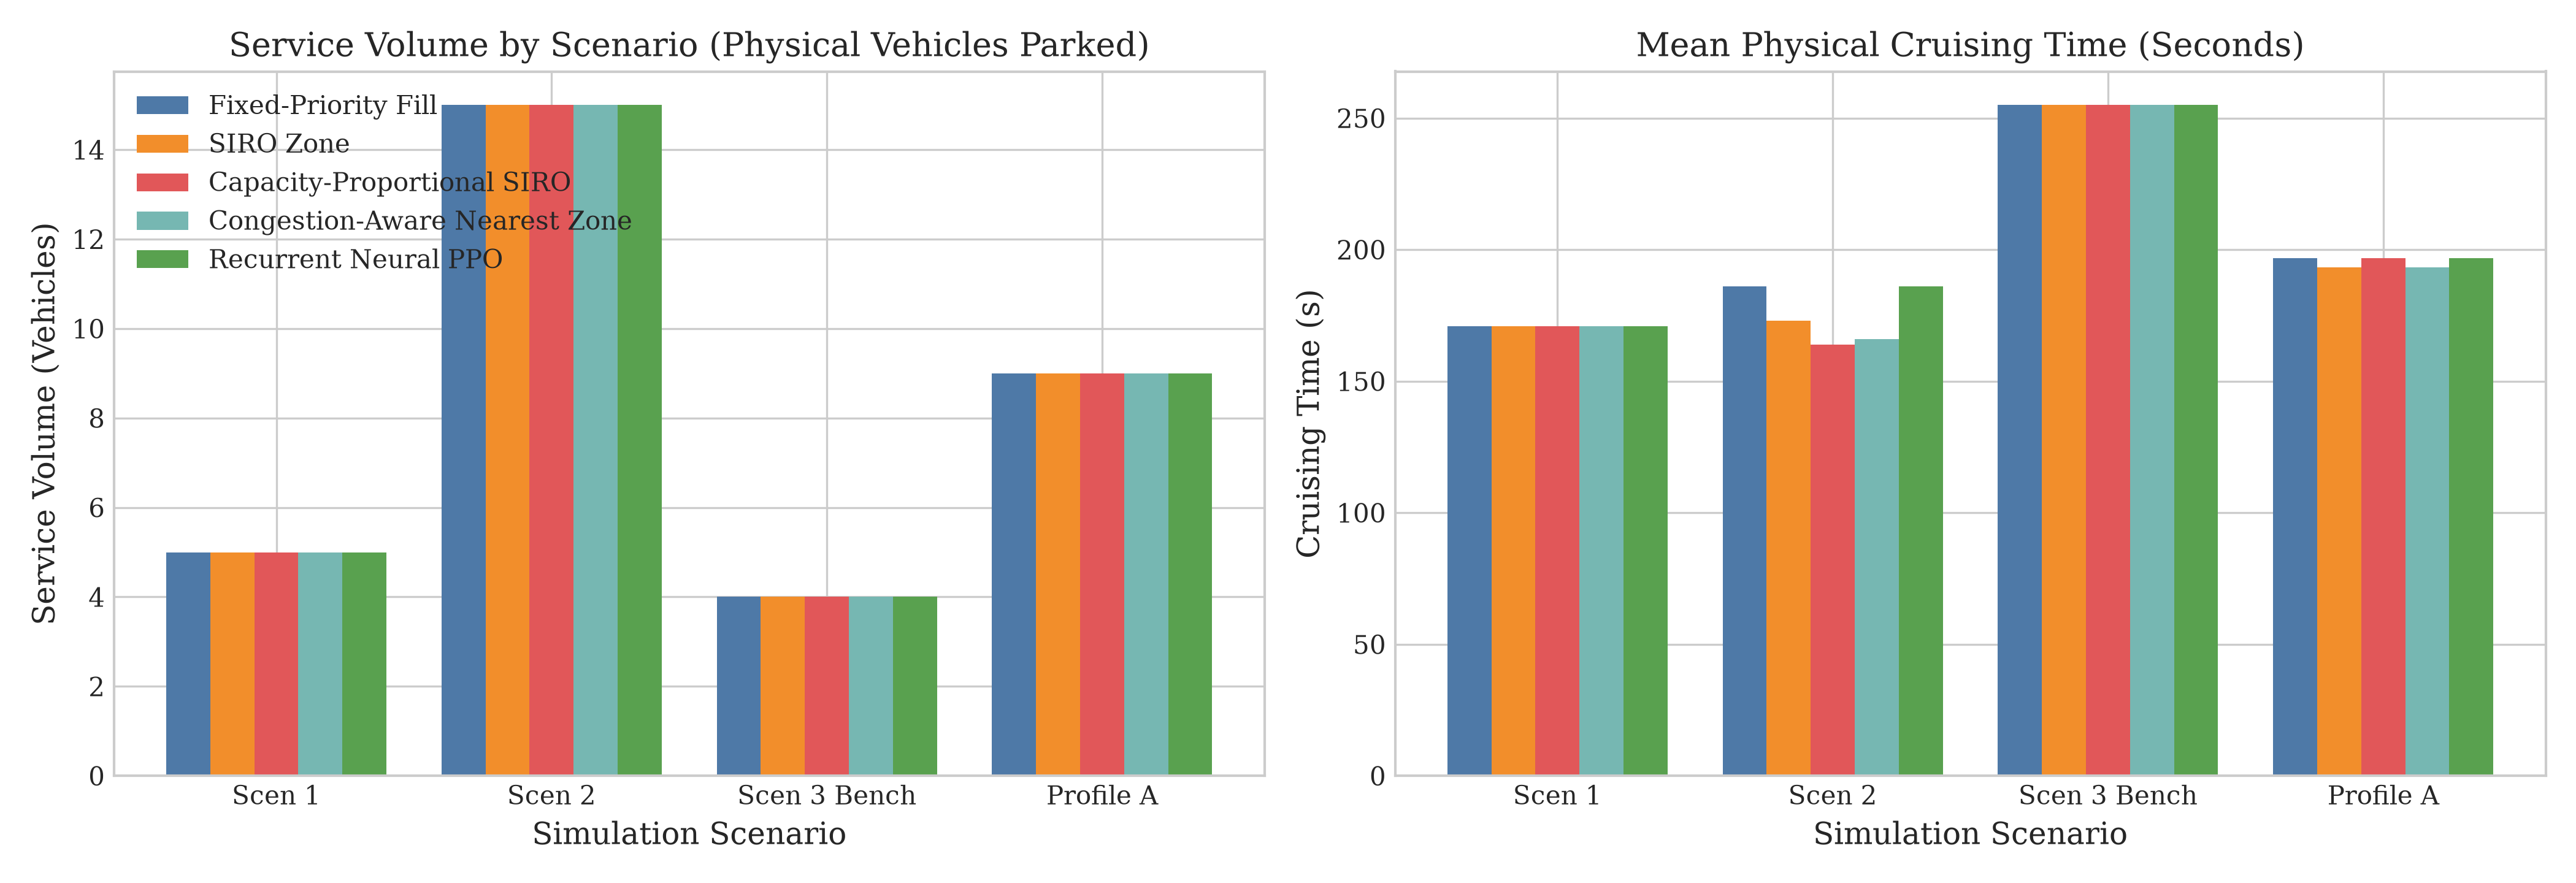 Service Volume by Scenario (Physical Vehicles Parked)
Fixed-Priority Fill
SIRO Zone
Capacity-Proportional SIRO
Congestion-Aware Nearest Zone
Recurrent Neural PPO
Service Volume (Vehicles)
14
12
10
8
6
4
2
0
Scen 1
Scen 2
Scen 3 Bench
Profile A
Simulation Scenario
Mean Physical Cruising Time (Seconds)
Cruising Time (s)
250
200
150
100
50
0
Scen 1
Scen 2
Scen 3 Bench
Profile A
Simulation Scenario